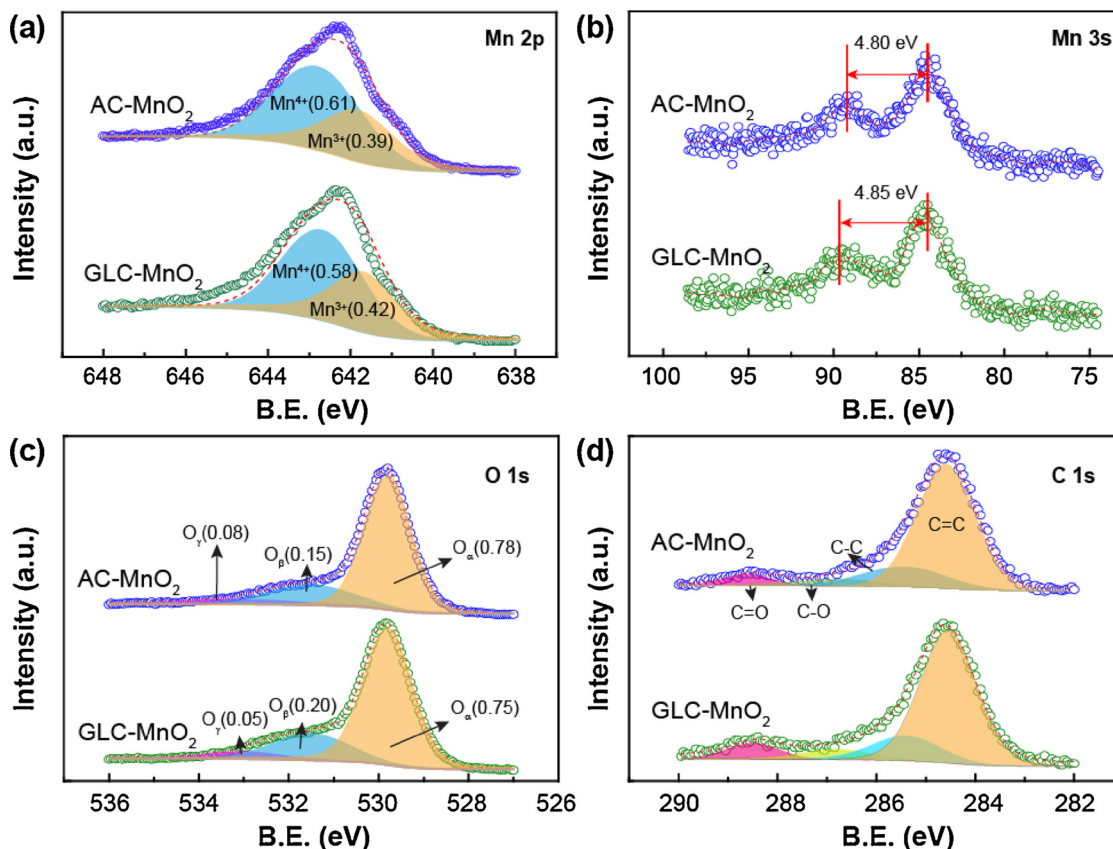 (a)
Mn 2p
AC-MnO₂
Mn⁴⁺(0.61)
Mn³⁺(0.39)
GLC-MnO₂
Mn⁴⁺(0.58)
Mn³⁺(0.42)
Intensity (a.u.)
648 646 644 642 640 638
B.E. (eV)
(b)
Mn 3s
4.80 eV
AC-MnO₂
4.85 eV
GLC-MnO₂
Intensity (a.u.)
100 95 90 85 80 75
B.E. (eV)
(c)
O 1s
Oᵧ(0.08)
Oᵦ(0.15)
Oα(0.78)
AC-MnO₂
Oᵧ(0.05)
Oᵦ(0.20)
Oα(0.75)
GLC-MnO₂
Intensity (a.u.)
536 534 532 530 528 526
B.E. (eV)
(d)
C 1s
C=C
C-C
AC-MnO₂
C=O
C-O
GLC-MnO₂
Intensity (a.u.)
290 288 286 284 282
B.E. (eV)